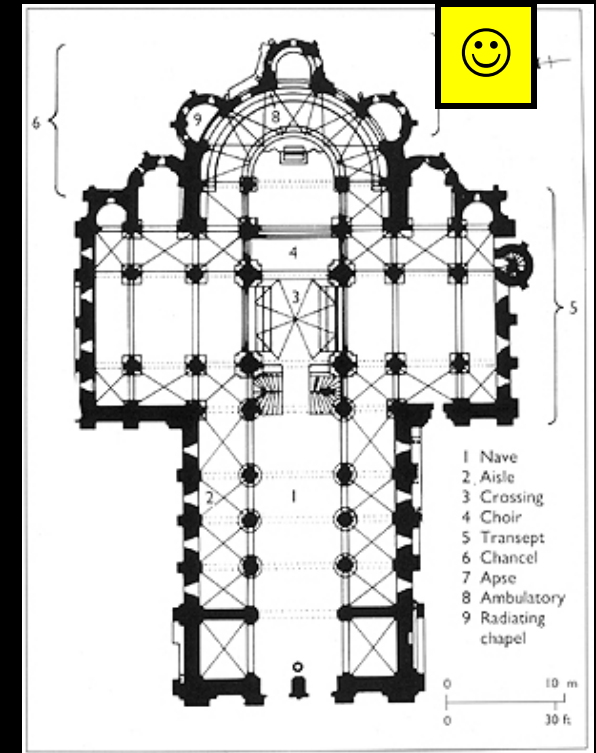 6
9
8
4
3
5
2
1
1 Nave
2 Aisle
3 Crossing
4 Choir
5 Transept
6 Chancel
7 Apse
8 Ambulatory
9 Radiating
chapel
0 10 m
0 30 ft